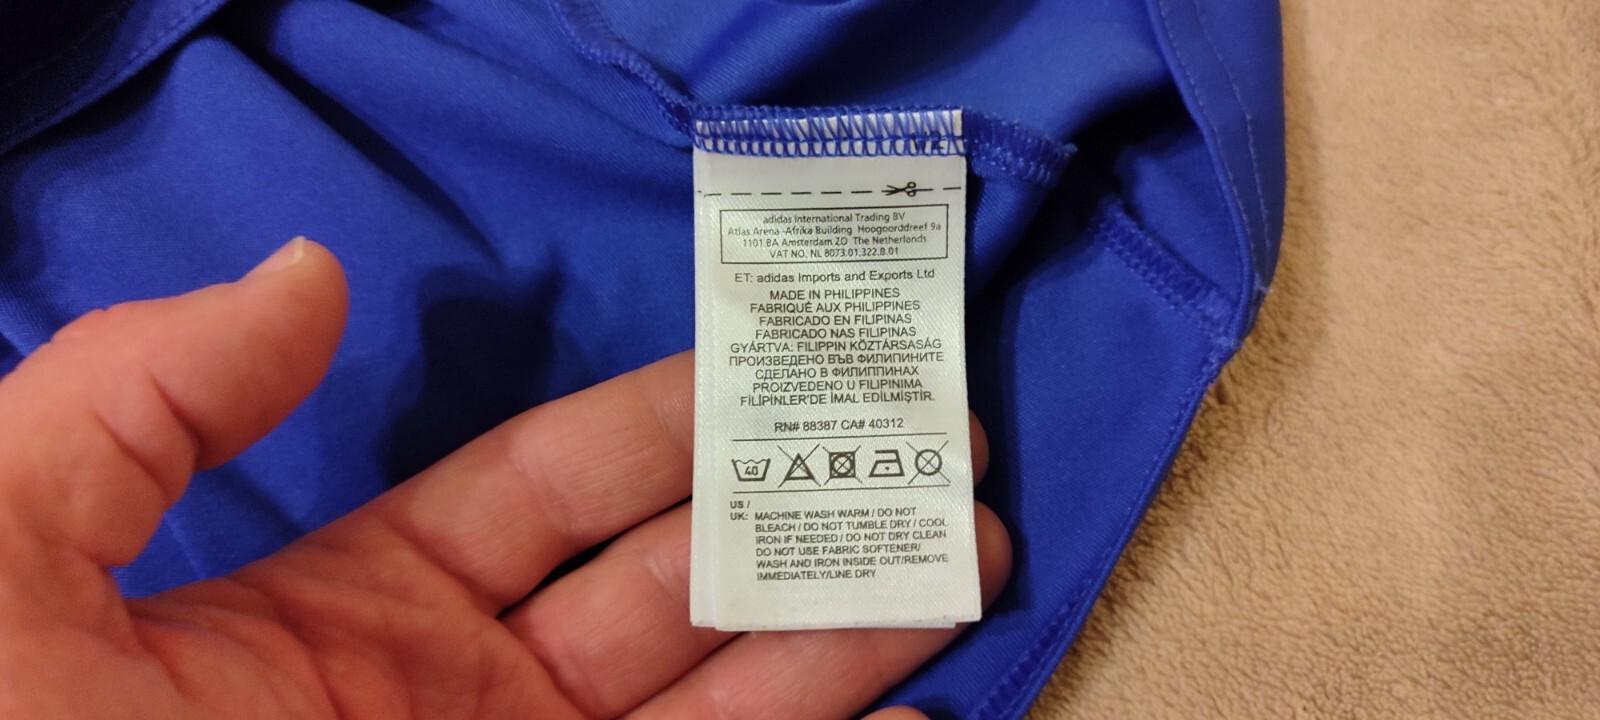 adidas International Trading BV
Atlas Arena -Afrika Building Hoogoorddreef 9a
1101 BA Amsterdam ZO The Netherlands
VAT NO. NL 8073.01.322.B.01
ET: adidas Imports and Exports Ltd
MADE IN PHILIPPINES
FABRIQUÉ AUX PHILIPPINES
FABRICADO EN FILIPINAS
FABRICADO NAS FILIPINAS
GYÁRTVA: FILIPPIN KÖZTÁRSASÁG
ПРОИЗВЕДЕНО ВЪВ ФИЛИПИНИТЕ
СДЕЛАНО В ФИЛИППИНАХ
PROIZVEDENO U FILIPINIMA
FİLİPİNLER'DE İMAL EDİLMİŞTİR.
RN# 88387 CA# 40312
40
US /
UK: MACHINE WASH WARM / DO NOT
BLEACH / DO NOT TUMBLE DRY / COOL
IRON IF NEEDED / DO NOT DRY CLEAN
DO NOT USE FABRIC SOFTENER/
WASH AND IRON INSIDE OUT/REMOVE
IMMEDIATELY/LINE DRY